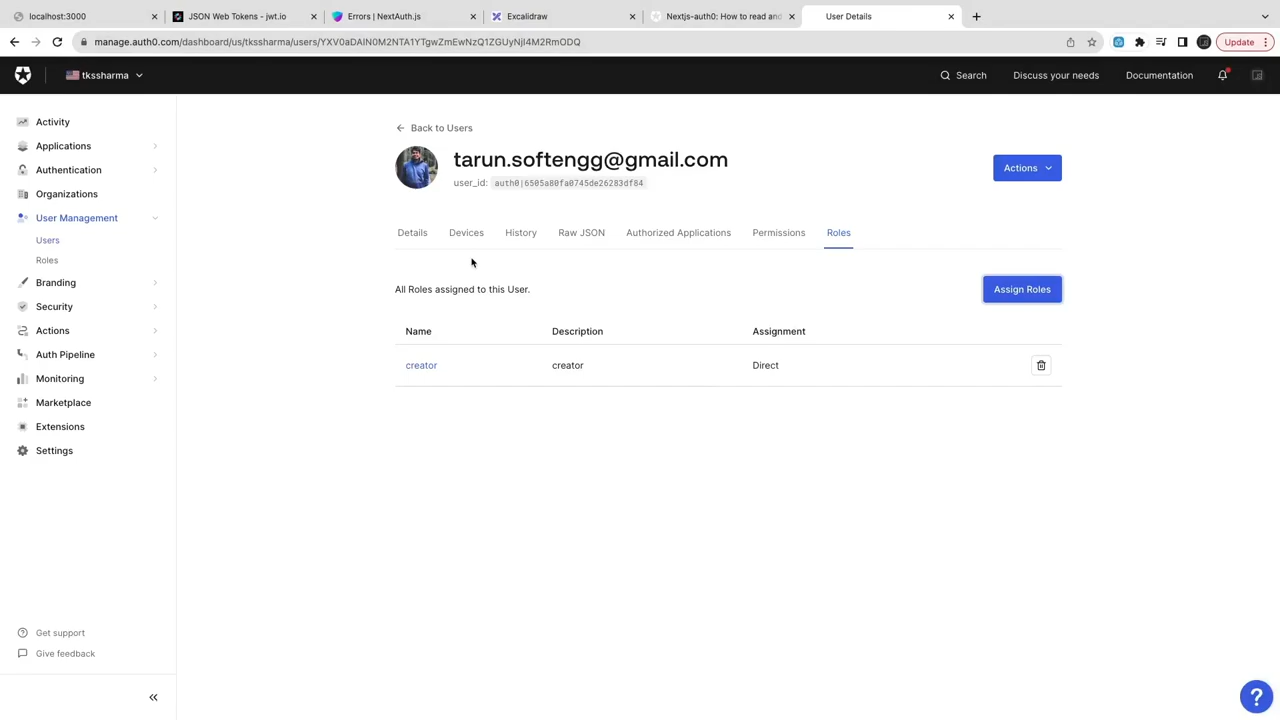 localhost:3000
JSON Web Tokens - jwt.io
Errors | NextAuth.js
Excalidraw
Nextjs-auth0: How to read and
User Details
manage.auth0.com/dashboard/us/tkssharma/users/YXV0aDAlN0M2NTA1YTgwZmEwNzQ1ZGUyNjI4M2RmODQ
Update
tkssharma
Search
Discuss your needs
Documentation
Activity
Applications
Authentication
Organizations
User Management
Users
Roles
Branding
Security
Actions
Auth Pipeline
Monitoring
Marketplace
Extensions
Settings
Get support
Give feedback
Back to Users
tarun.softengg@gmail.com
user_id: auth0|6505a80fa0745de26283df84
Actions
Details Devices History Raw JSON Authorized Applications Permissions Roles
All Roles assigned to this User.
Assign Roles
Name Description Assignment
creator creator Direct
?